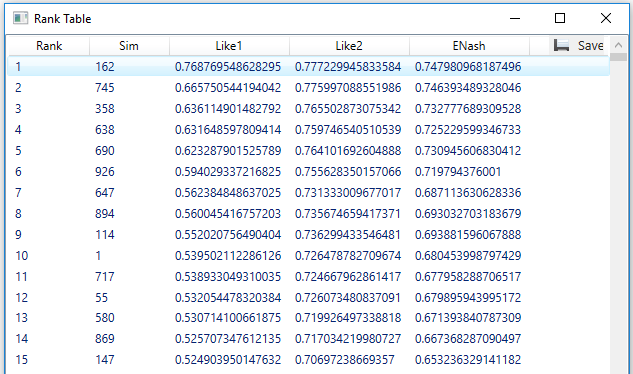 Rank Table
Rank Sim Like1 Like2 ENash Save
1 162 0.768769548628295 0.777229945833584 0.747980968187496
2 745 0.665750544194042 0.775997088551986 0.746393489328046
3 358 0.636114901482792 0.765502873075342 0.732777689309528
4 638 0.631648597809414 0.759746540510539 0.725229599346733
5 690 0.623287901525789 0.764101692604888 0.730945606830412
6 926 0.594029337216825 0.755628350157066 0.719794376001
7 647 0.562384848637025 0.731333009677017 0.687113630628336
8 894 0.560045416757203 0.735674659417371 0.693032703183679
9 114 0.552020756490404 0.736299433546481 0.693881596067888
10 1 0.539502112286126 0.726478782709674 0.680453998797429
11 717 0.538933049310035 0.724667962861417 0.677958288706517
12 55 0.532054478320384 0.726073480837091 0.679895943995172
13 580 0.530714100661875 0.719926497338818 0.671393840787309
14 869 0.525707347612135 0.717034219980727 0.667368287090497
15 147 0.524903950147632 0.70697238669357 0.653236329141182